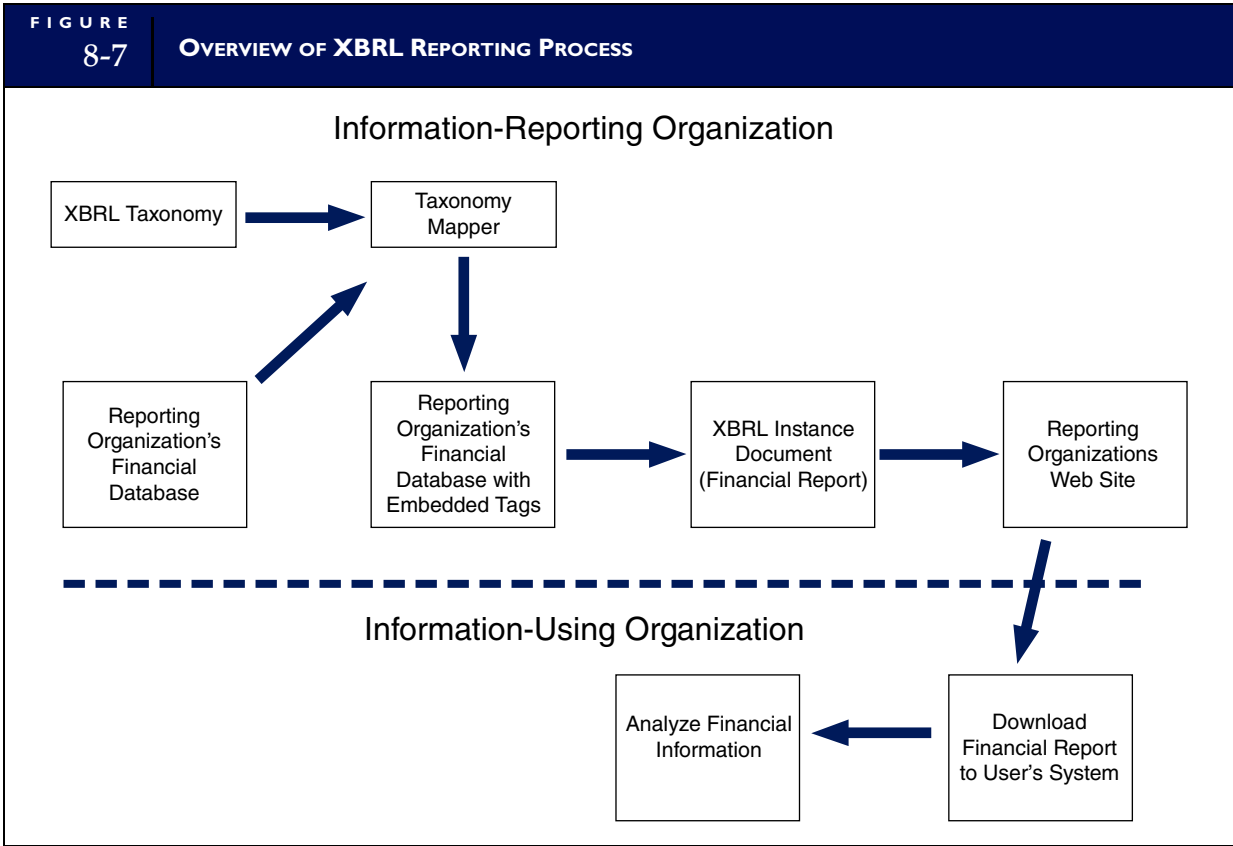 FIGURE
8-7
OVERVIEW OF XBRL REPORTING PROCESS
Information-Reporting Organization
XBRL Taxonomy
Taxonomy
Mapper
Reporting
Organization's
Financial
Database
Reporting
Organization's
Financial
Database with
Embedded Tags
XBRL Instance
Document
(Financial Report)
Reporting
Organizations
Web Site
Information-Using Organization
Analyze Financial
Information
Download
Financial Report
to User's System